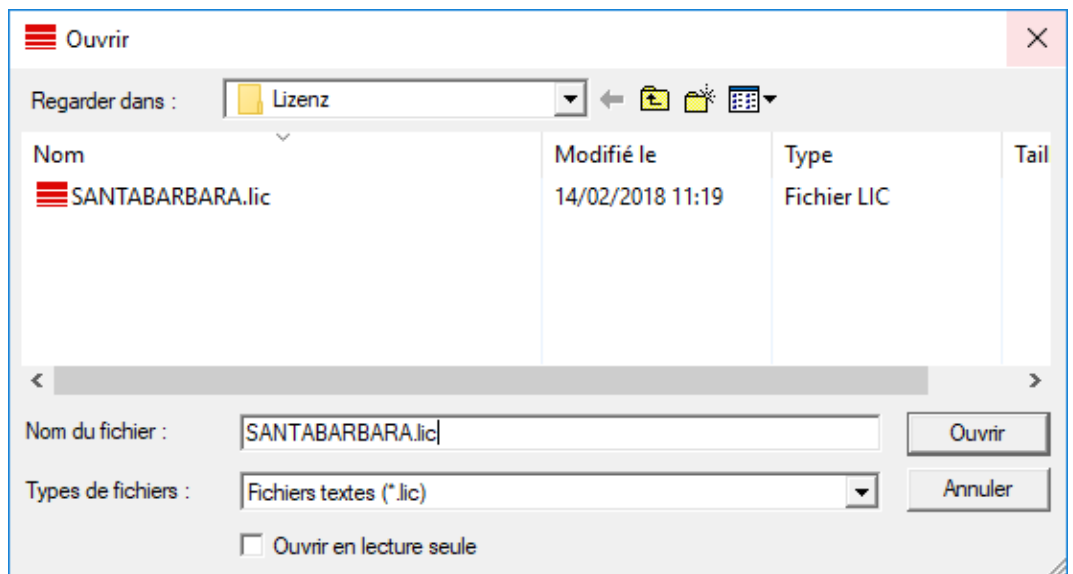 Ouvrir
Regarder dans : Lizenz
Nom Modifié le Type Tail
SANTABARBARA.lic 14/02/2018 11:19 Fichier LIC
Nom du fichier : SANTABARBARA.lic Ouvrir
Types de fichiers : Fichiers textes (*.lic) Annuler
Ouvrir en lecture seule